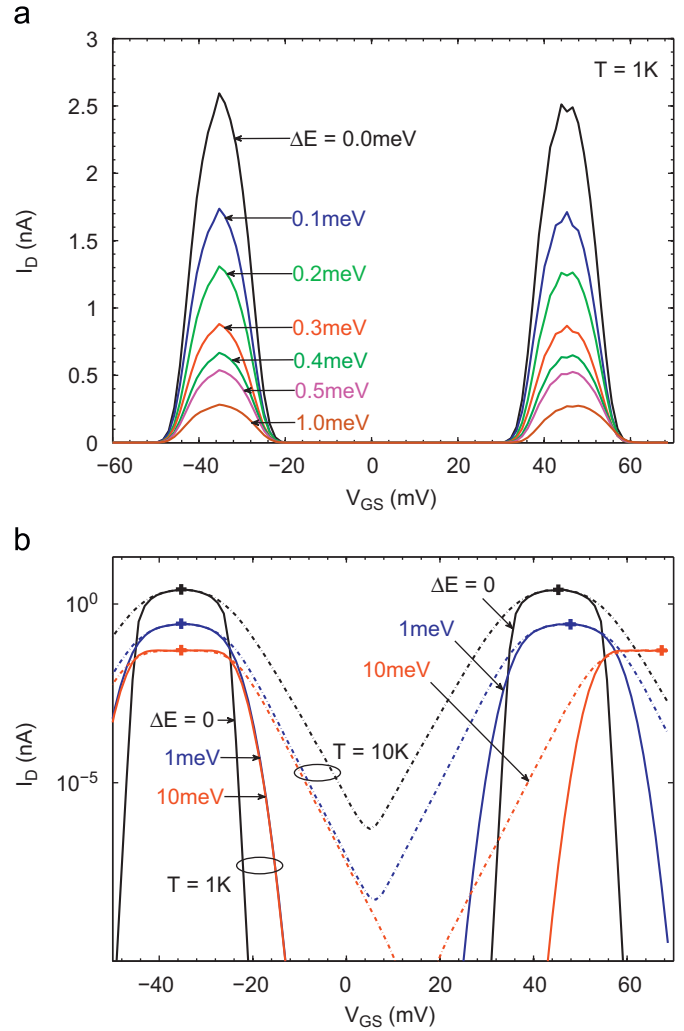 a
3
2.5
2
1.5
1
0.5
0
I_D (nA)
T = 1K
ΔE = 0.0meV
0.1meV
0.2meV
0.3meV
0.4meV
0.5meV
1.0meV
−60 −40 −20 0 20 40 60
V_GS (mV)
b
10^0
10^−5
I_D (nA)
ΔE = 0
1meV
10meV
ΔE = 0
1meV
10meV
T = 10K
T = 1K
−40 −20 0 20 40 60
V_GS (mV)